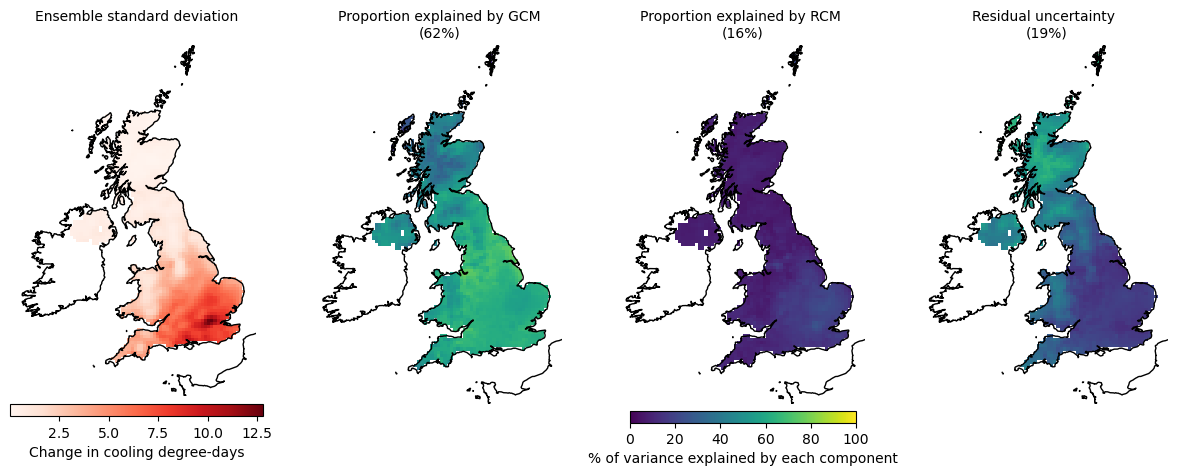 Ensemble standard deviation
Proportion explained by GCM
(62%)
Proportion explained by RCM
(16%)
Residual uncertainty
(19%)
2.5 5.0 7.5 10.0 12.5
Change in cooling degree-days
0 20 40 60 80 100
% of variance explained by each component